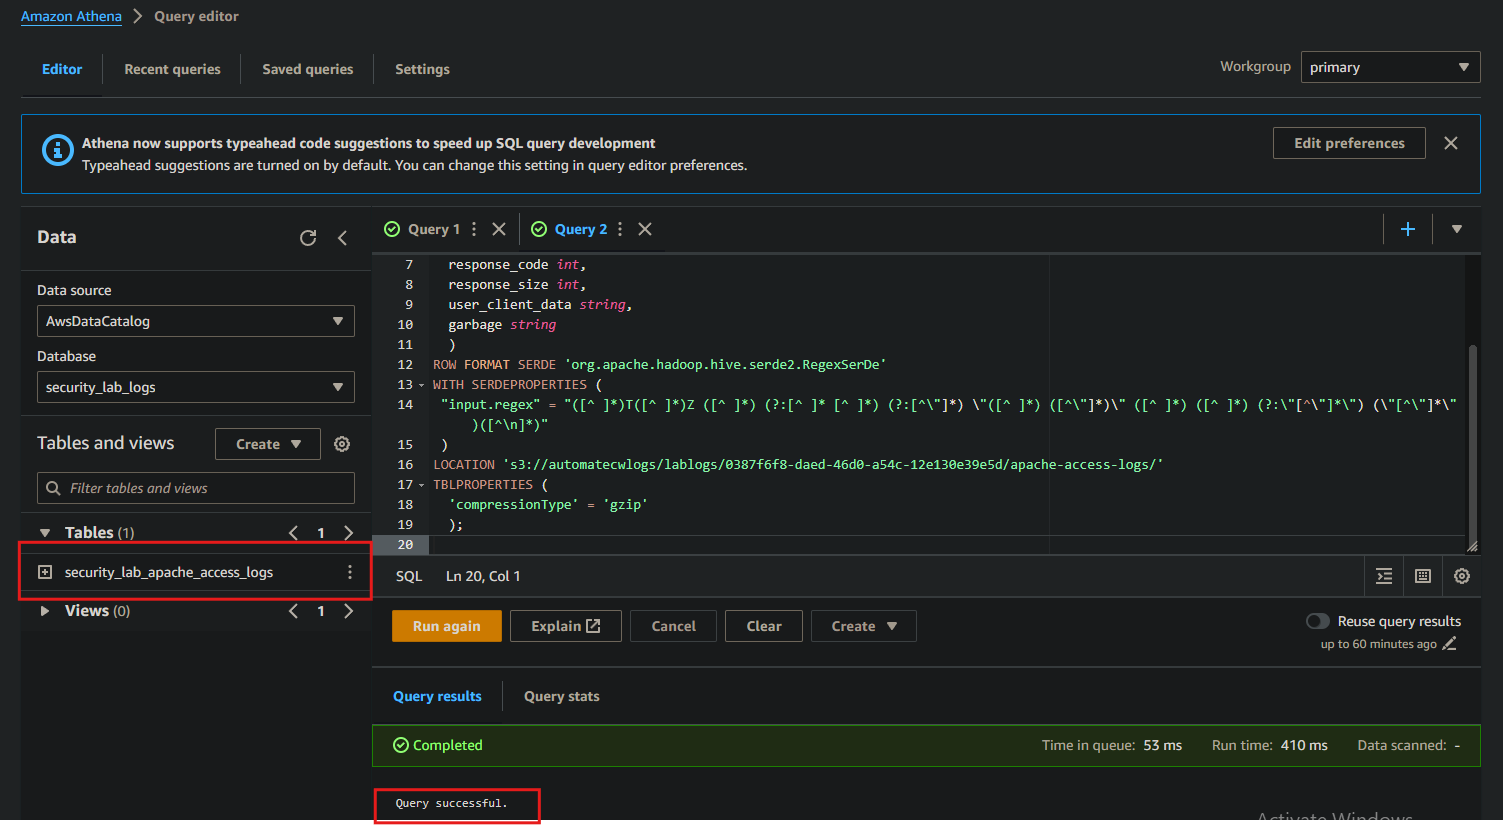 Amazon Athena > Query editor
Editor Recent queries Saved queries Settings
Workgroup primary
Athena now supports typeahead code suggestions to speed up SQL query development
Typeahead suggestions are turned on by default. You can change this setting in query editor preferences.
Edit preferences
Data
Data source
AwsDataCatalog
Database
security_lab_logs
Tables and views
Create
Filter tables and views
Tables (1) < 1 >
security_lab_apache_access_logs
Views (0) < 1 >
Query 1 Query 2
7 response_code int,
8 response_size int,
9 user_client_data string,
10 garbage string
11 )
12 ROW FORMAT SERDE 'org.apache.hadoop.hive.serde2.RegexSerDe'
13 WITH SERDEPROPERTIES (
14 "input.regex" = "([^ ]*)T([^ ]*)Z ([^ ]*) (?:[^ ]* [^ ]*) (?:[^\"]*) \"([^ ]*) ([^\"]*)\" ([^ ]*) ([^ ]*) (?:\"[^\"]*\") (\"[^\"]*\"
)([^\n]*)"
15 )
16 LOCATION 's3://automatecwlogs/lablogs/0387f6f8-daed-46d0-a54c-12e130e39e5d/apache-access-logs/'
17 TBLPROPERTIES (
18 'compressionType' = 'gzip'
19 );
20
SQL Ln 20, Col 1
Run again Explain Cancel Clear Create
Reuse query results
up to 60 minutes ago
Query results Query stats
Completed
Time in queue: 53 ms Run time: 410 ms Data scanned: -
Query successful.
Activate Windows